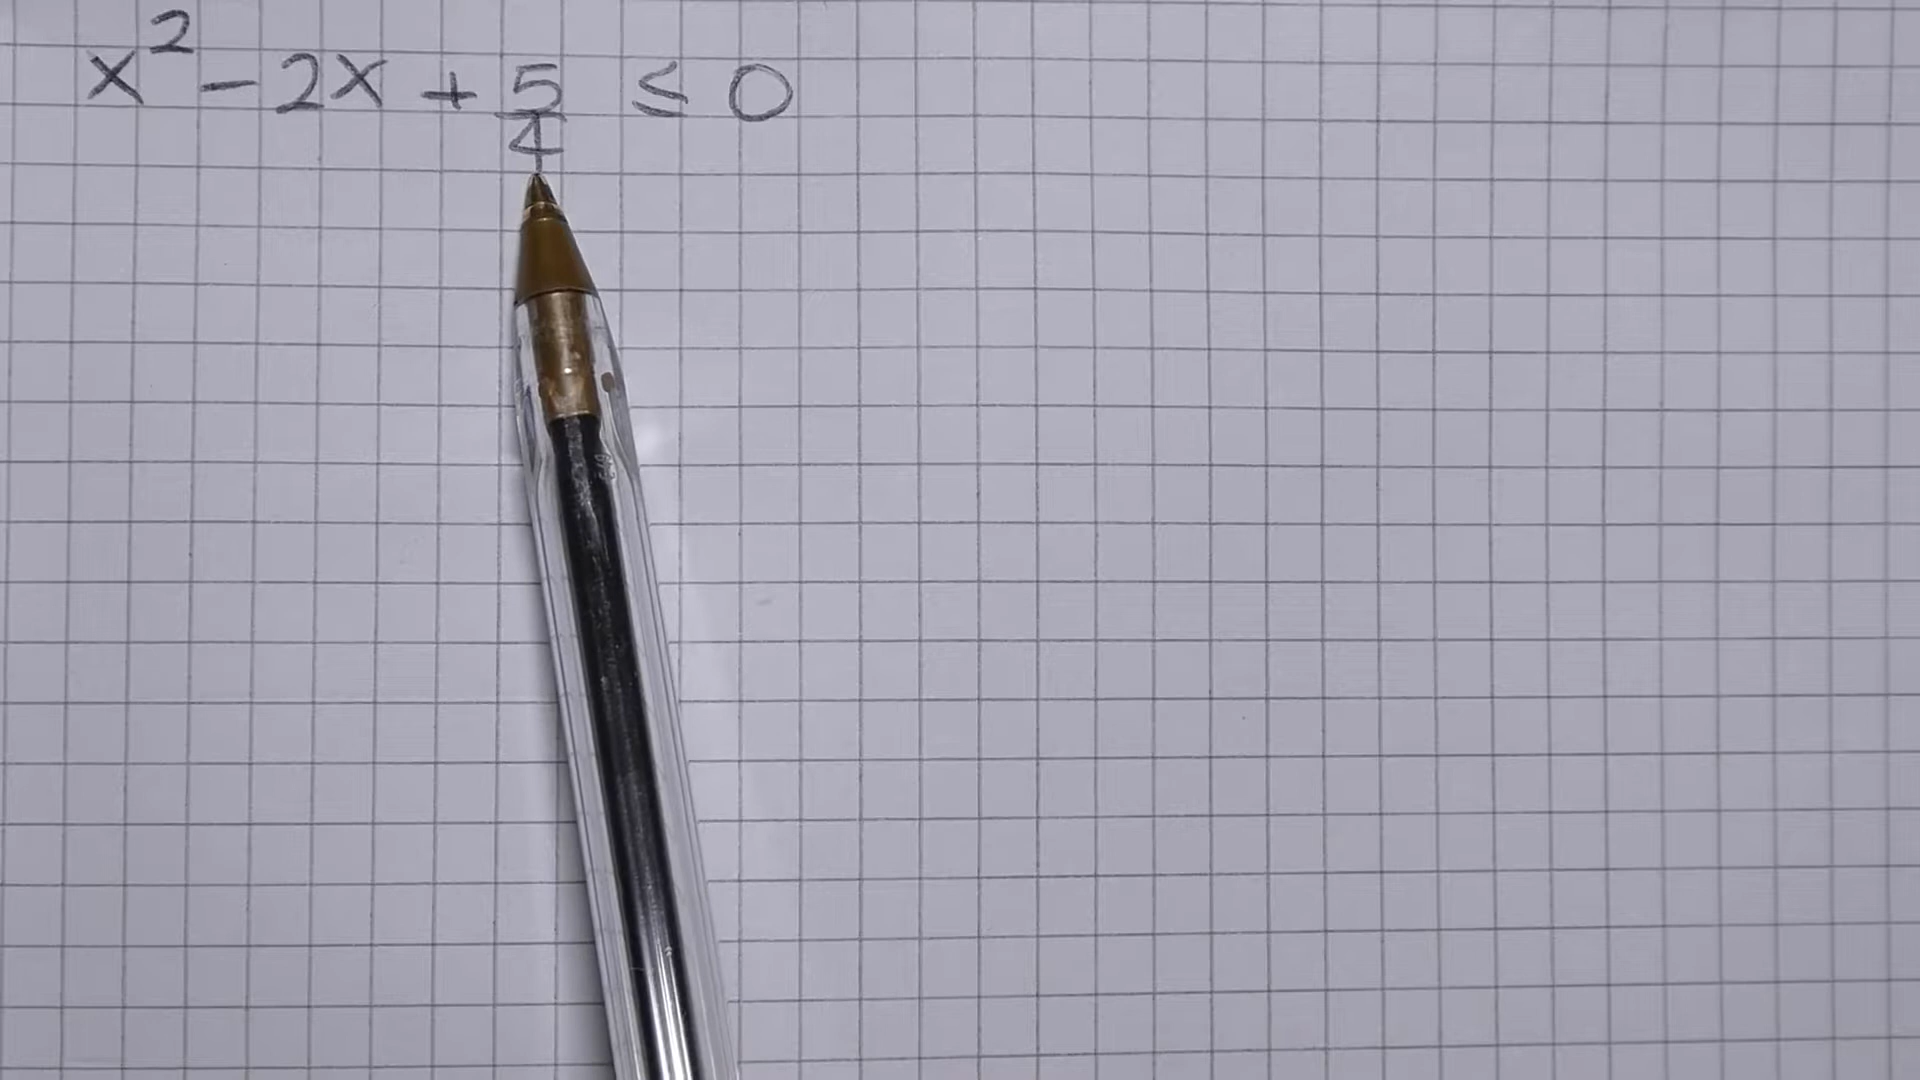 x² - 2x + 5/4 ≤ 0